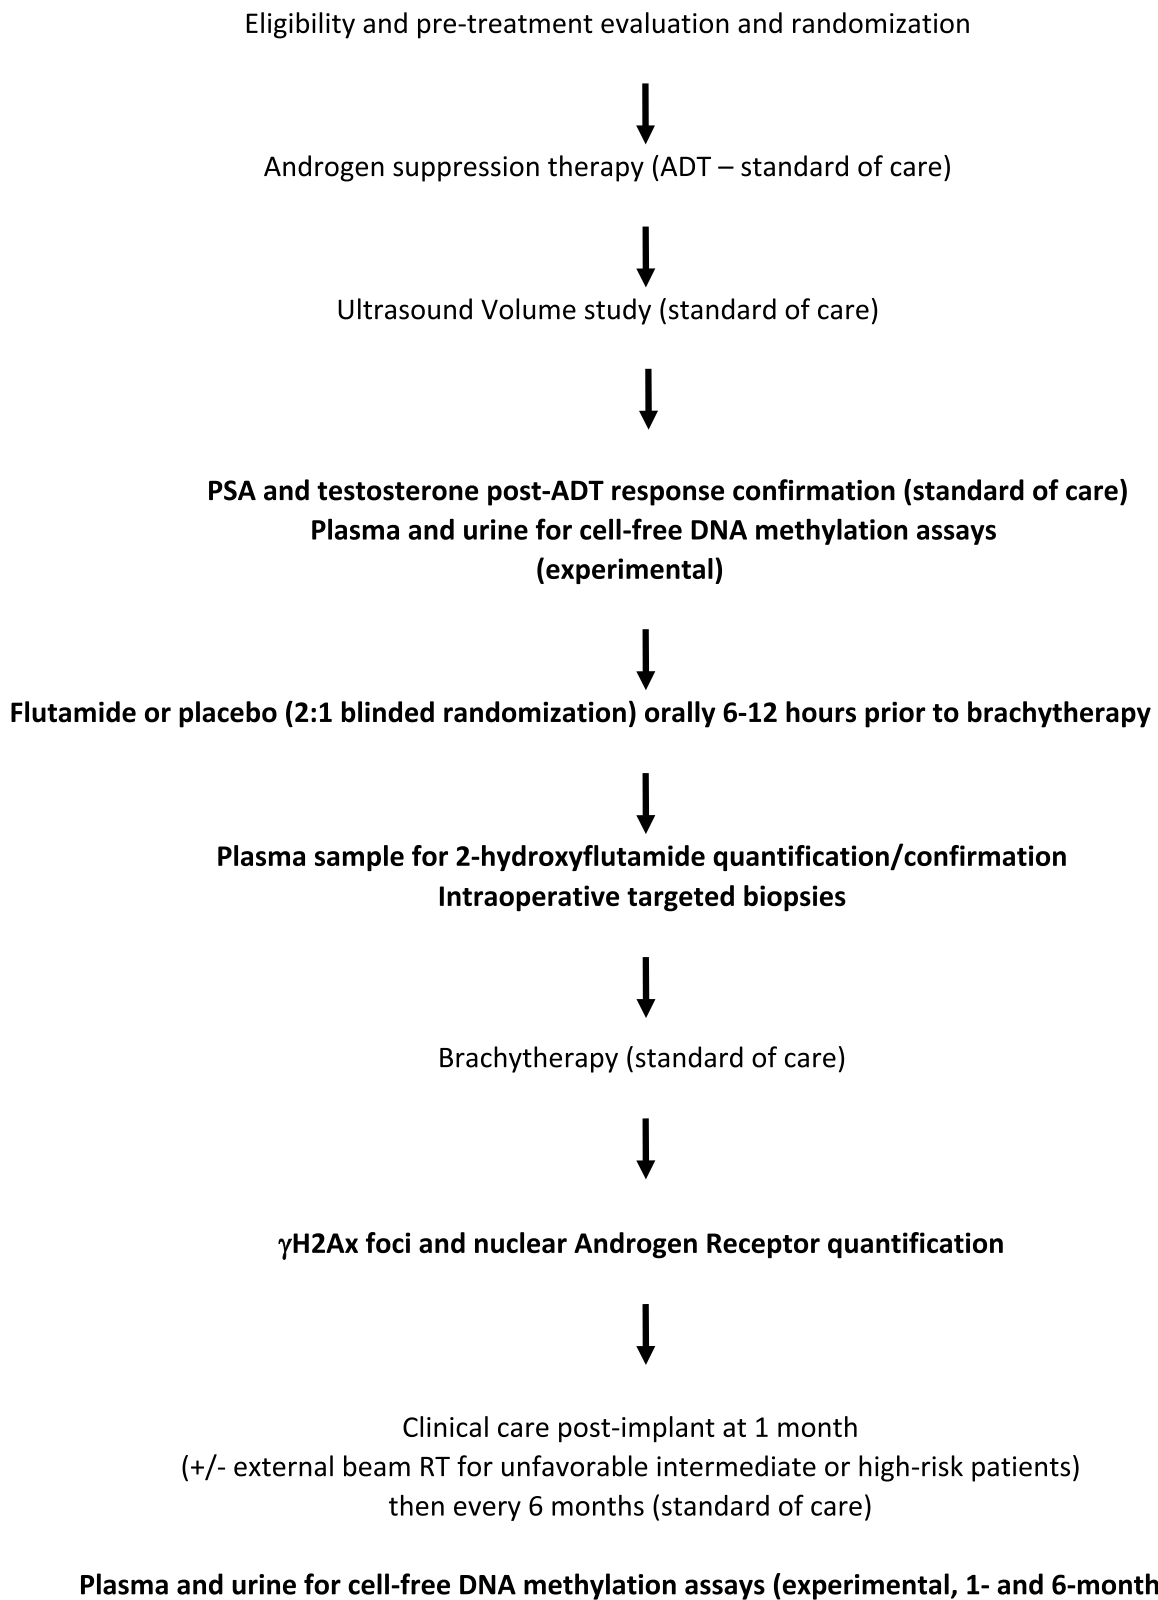 Eligibility and pre-treatment evaluation and randomization
Androgen suppression therapy (ADT – standard of care)
Ultrasound Volume study (standard of care)
PSA and testosterone post-ADT response confirmation (standard of care)
Plasma and urine for cell-free DNA methylation assays
(experimental)
Flutamide or placebo (2:1 blinded randomization) orally 6-12 hours prior to brachytherapy
Plasma sample for 2-hydroxyflutamide quantification/confirmation
Intraoperative targeted biopsies
Brachytherapy (standard of care)
γH2Ax foci and nuclear Androgen Receptor quantification
Clinical care post-implant at 1 month
(+/- external beam RT for unfavorable intermediate or high-risk patients)
then every 6 months (standard of care)
Plasma and urine for cell-free DNA methylation assays (experimental, 1- and 6-month